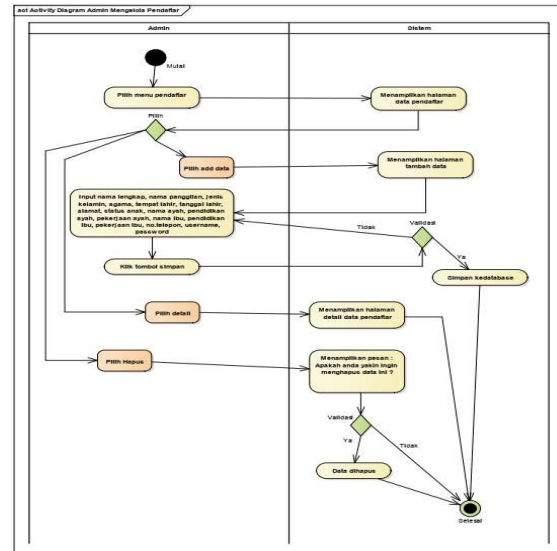 act Activity Diagram Admin Mengelola Pendaftar
Admin
Sistem
Mulai
Pilih menu pendaftar
Menampilkan halaman
data pendaftar
Pilih
Pilih add data
Menampilkan halaman
tambah data
Input nama lengkap, nama panggilan, jenis
kelamin, agama, tempat lahir, tanggal lahir,
alamat, status anak, nama ayah, pendidikan
ayah, pekerjaan ayah, nama ibu, pendidikan
ibu, pekerjaan ibu, no.telepon, username,
password
Tidak
Validasi
Ya
Klik tombol simpan
Simpan kedatabase
Pilih detail
Menampilkan halaman
detail data pendaftar
Pilih Hapus
Menampilkan pesan :
Apakah anda yakin ingin
menghapus data ini ?
Validasi
Ya
Tidak
Data dihapus
Selesai